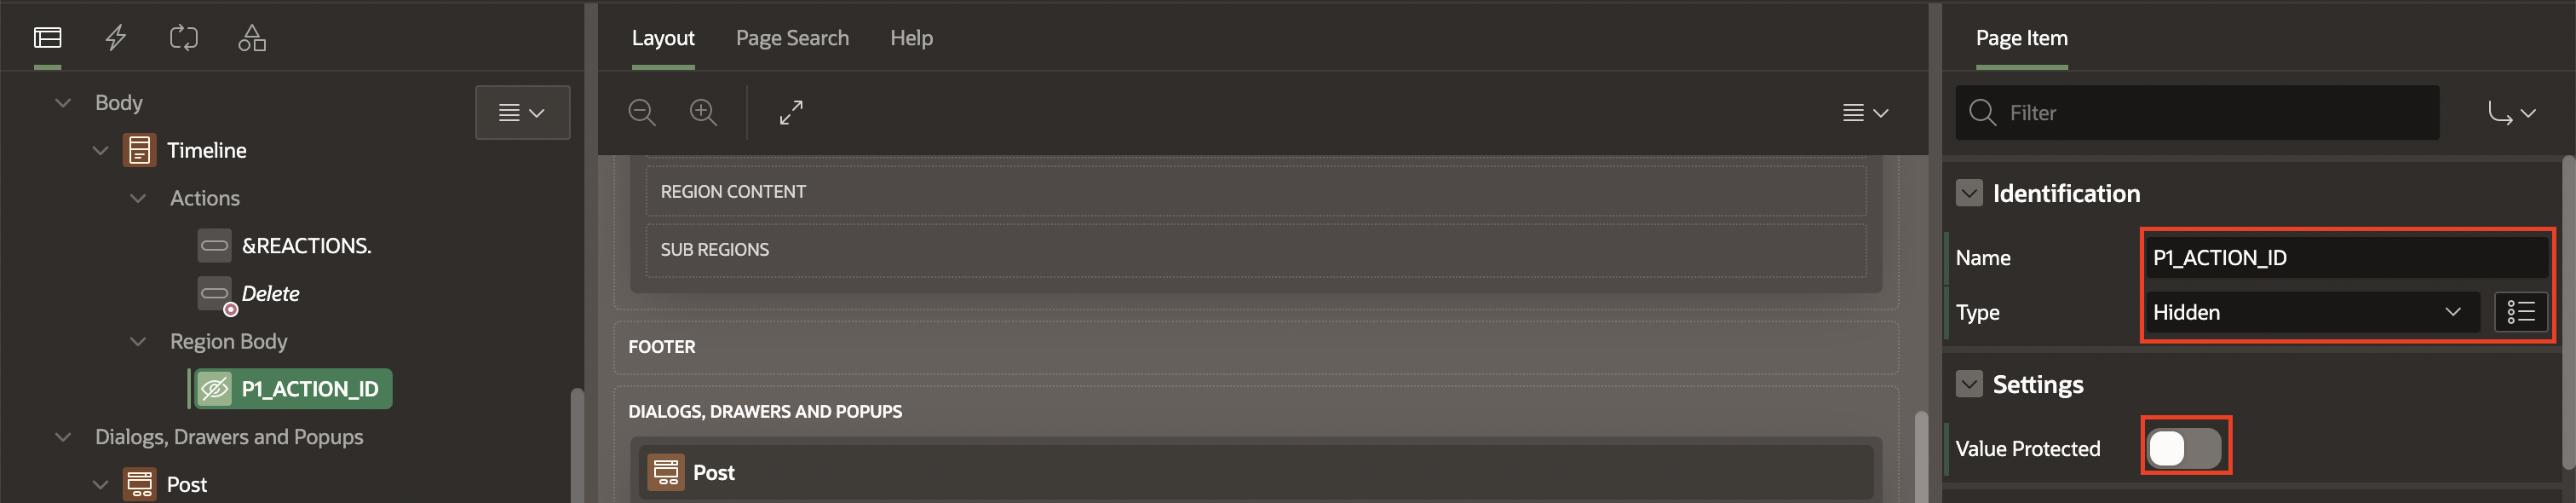 Body
Timeline
Actions
&REACTIONS.
Delete
Region Body
P1_ACTION_ID
Dialogs, Drawers and Popups
Post
Layout
Page Search
Help
REGION CONTENT
SUB REGIONS
FOOTER
DIALOGS, DRAWERS AND POPUPS
Post
Page Item
Filter
Identification
Name P1_ACTION_ID
Type Hidden
Settings
Value Protected